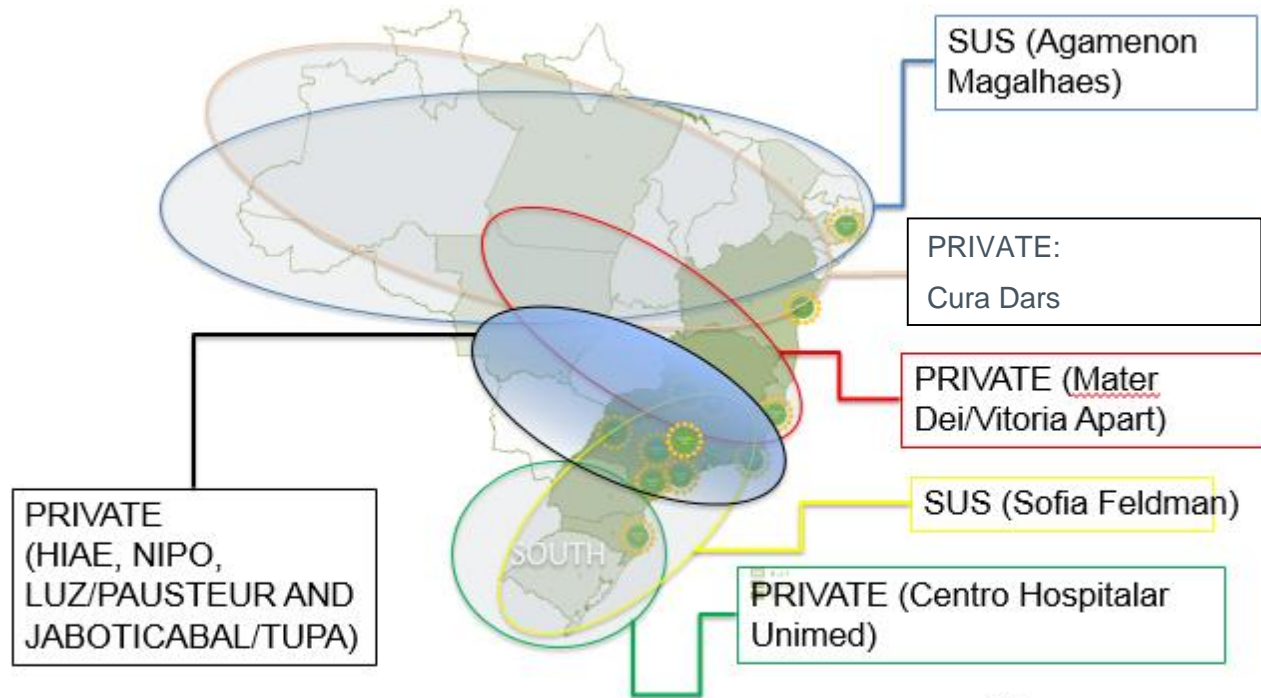 SUS (Agamenon
Magalhaes)
PRIVATE:
Cura Dars
PRIVATE (Mater
Dei/Vitoria Apart)
SUS (Sofia Feldman)
PRIVATE
(HIAE, NIPO,
LUZ/PAUSTEUR AND
JABOTICABAL/TUPA)
SOUTH
PRIVATE (Centro Hospitalar
Unimed)